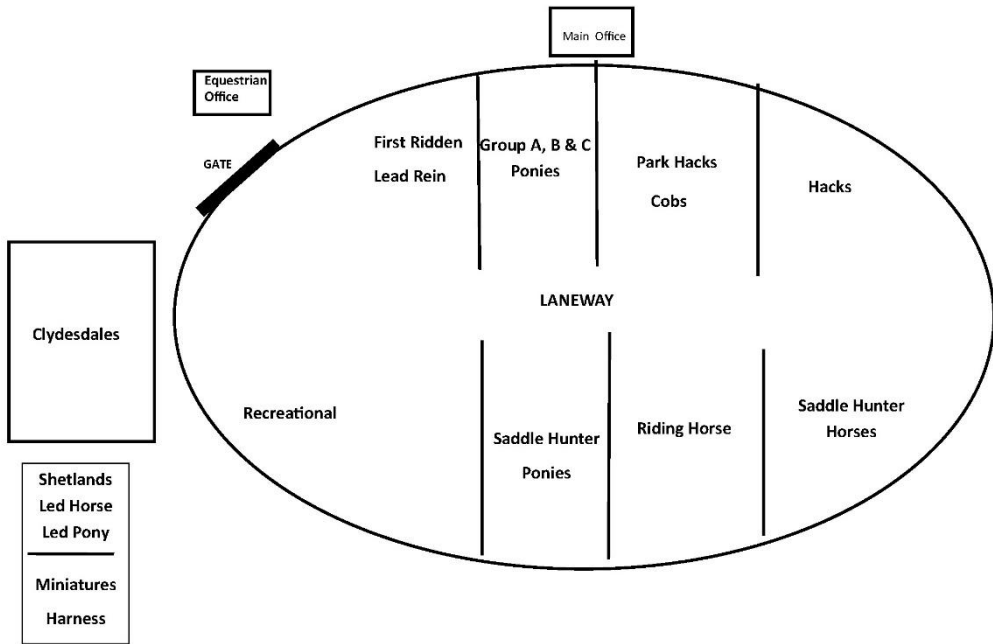 Main Office
Equestrian
Office
GATE
First Ridden
Lead Rein
Group A, B & C
Ponies
Park Hacks
Cobs
Hacks
LANEWAY
Clydesdales
Recreational
Saddle Hunter
Ponies
Riding Horse
Saddle Hunter
Horses
Shetlands
Led Horse
Led Pony
Miniatures
Harness